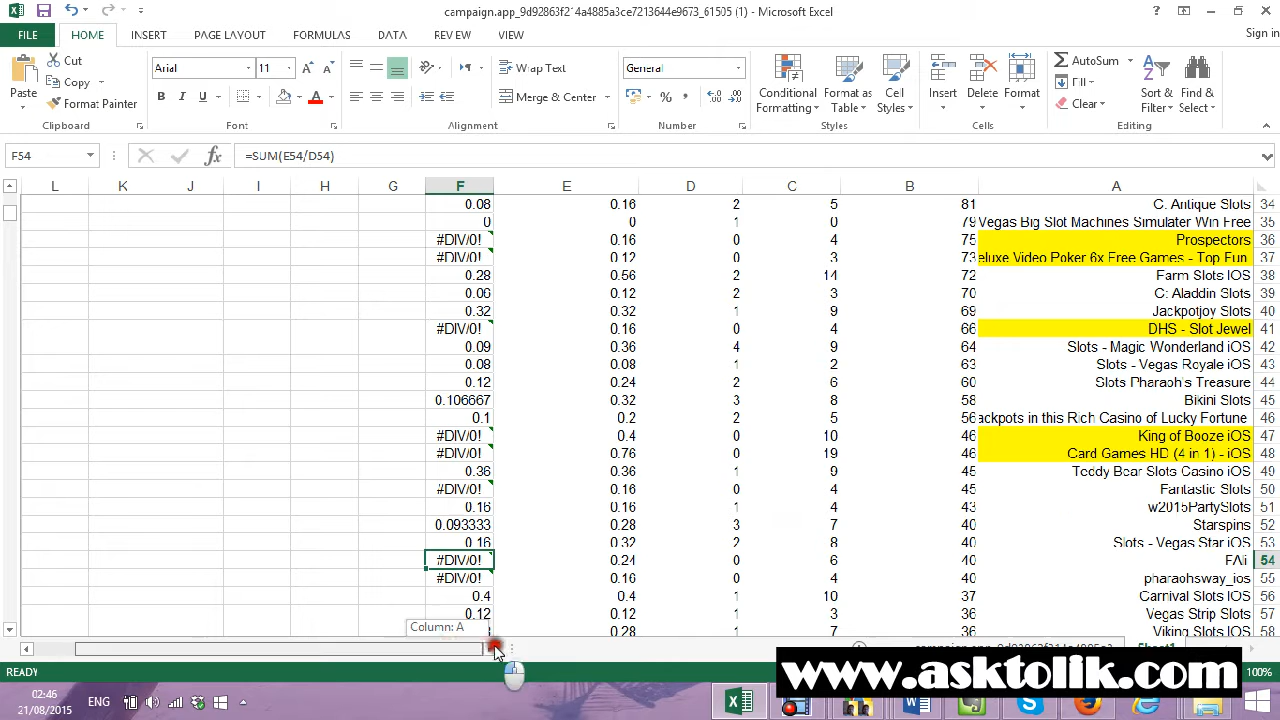 campaign.app_9d92863f214a4885a3ce7213644e9673_61505 (1) - Microsoft Excel
FILE HOME INSERT PAGE LAYOUT FORMULAS DATA REVIEW VIEW Sign in
Paste Cut Copy Format Painter
Arial 11 B I U
Wrap Text
Merge & Center
General
%
Conditional Formatting
Format as Table
Cell Styles
Insert Delete Format
AutoSum
Fill
Clear
Sort & Filter
Find & Select
Clipboard Font Alignment Number Styles Cells Editing
F54 =SUM(E54/D54)
L K J I H G F E D C B A
0.08 0.16 2 5 81 C: Antique Slots 34
0 0 1 0 79 Vegas Big Slot Machines Simulater Win Free 35
#DIV/0! 0.16 0 4 75 Prospectors 36
#DIV/0! 0.12 0 3 73 eluxe Video Poker 6x Free Games - Top Fun 37
0.28 0.56 2 14 72 Farm Slots IOS 38
0.06 0.12 2 3 70 C: Aladdin Slots 39
0.32 0.32 1 9 69 Jackpotjoy Slots 40
#DIV/0! 0.16 0 4 66 DHS - Slot Jewel 41
0.09 0.36 4 9 64 Slots - Magic Wonderland iOS 42
0.08 0.08 1 2 63 Slots - Vegas Royale iOS 43
0.12 0.24 2 6 60 Slots Pharaoh's Treasure 44
0.106667 0.32 3 8 58 Bikini Slots 45
0.1 0.2 2 5 56 ackpots in this Rich Casino of Lucky Fortune 46
#DIV/0! 0.4 0 10 46 King of Booze iOS 47
#DIV/0! 0.76 0 19 46 Card Games HD (4 in 1) - iOS 48
0.36 0.36 1 9 45 Teddy Bear Slots Casino iOS 49
#DIV/0! 0.16 0 4 45 Fantastic Slots 50
0.16 0.16 1 4 43 w2015PartySlots 51
0.093333 0.28 3 7 40 Starspins 52
0.16 0.32 2 8 40 Slots - Vegas Star iOS 53
#DIV/0! 0.24 0 6 40 FAli 54
#DIV/0! 0.16 0 4 40 pharaohsway_ios 55
0.4 0.4 1 10 37 Carnival Slots IOS 56
0.12 0.12 1 3 36 Vegas Strip Slots 57
0.28 1 7 36 Viking Slots IOS 58
Column: A
READY 100%
www.asktolik.com
02:46
21/08/2015
ENG